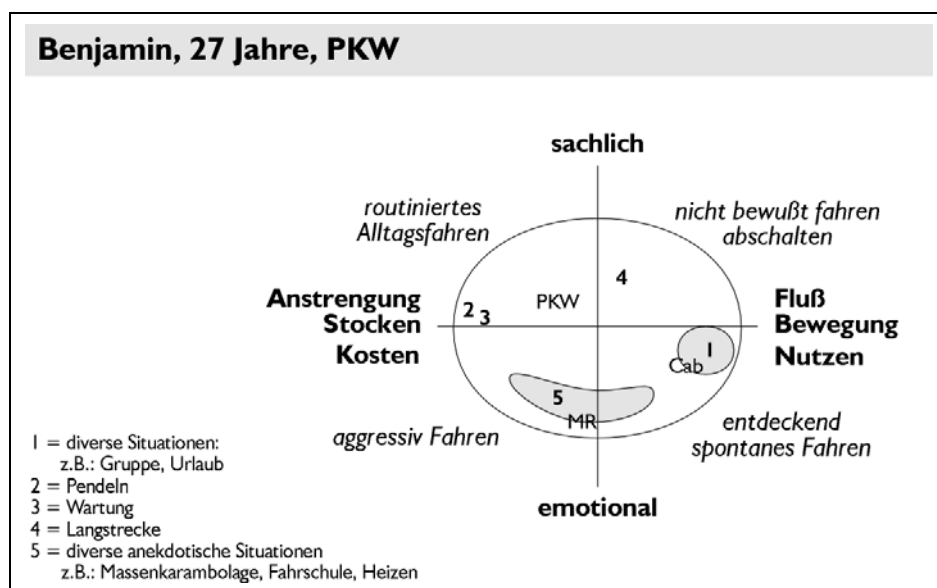 Benjamin, 27 Jahre, PKW
sachlich
routiniertes
Alltagsfahren
nicht bewußt fahren
abschalten
4
Anstrengung
Stocken
Kosten
2
3
PKW
Fluß
Bewegung
Nutzen
1
Cab
5
MR
aggressiv Fahren
entdeckend
spontanes Fahren
emotional
1 = diverse Situationen:
z.B.: Gruppe, Urlaub
2 = Pendeln
3 = Wartung
4 = Langstrecke
5 = diverse anekdotische Situationen
z.B.: Massenkarambolage, Fahrschule, Heizen